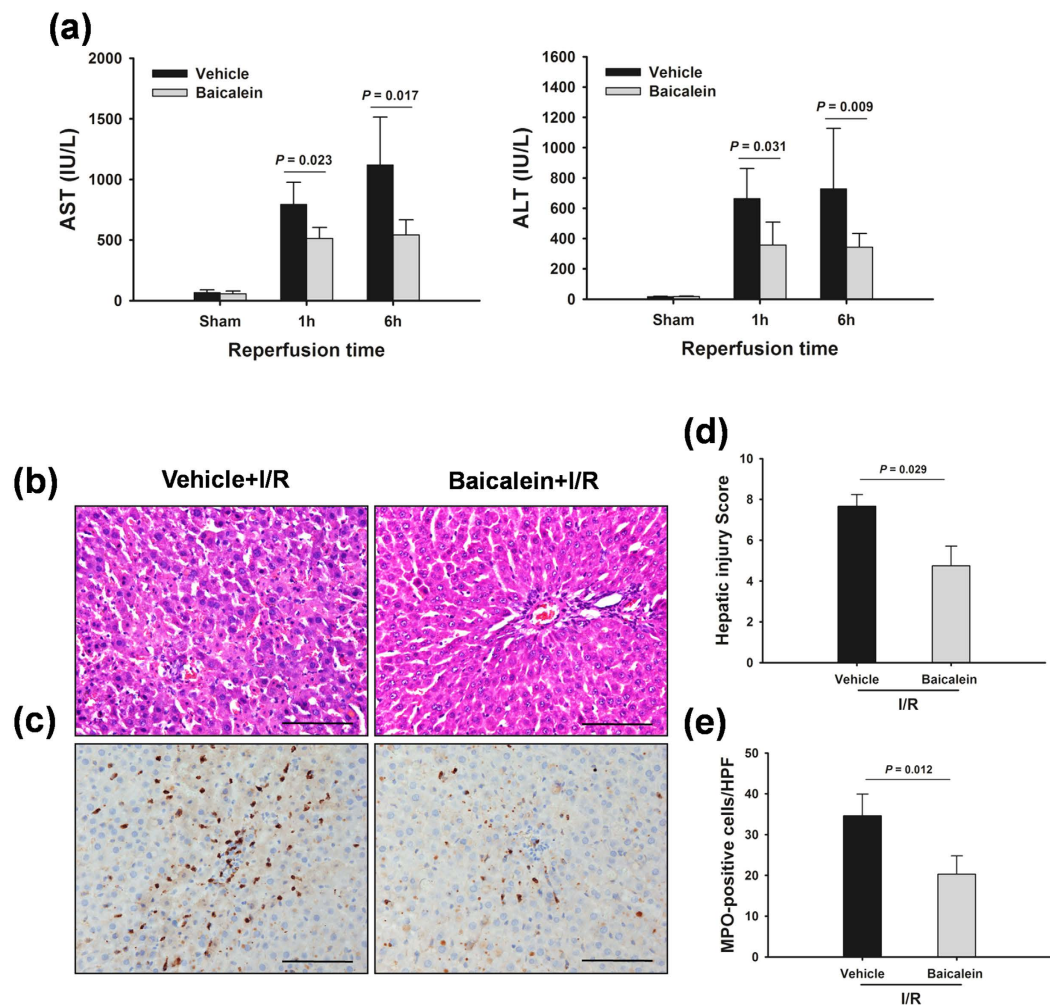 (a)
2000
1500
1000
500
0
AST (IU/L)
Vehicle
Baicalein
P = 0.023
P = 0.017
Sham 1h 6h
Reperfusion time
1600
1400
1200
1000
800
600
400
200
0
ALT (IU/L)
Vehicle
Baicalein
P = 0.031
P = 0.009
Sham 1h 6h
Reperfusion time
(b)
Vehicle+I/R Baicalein+I/R
(c)
(d)
10
8
6
4
2
0
Hepatic injury Score
P = 0.029
Vehicle Baicalein
I/R
(e)
50
40
30
20
10
0
MPO-positive cells/HPF
P = 0.012
Vehicle Baicalein
I/R